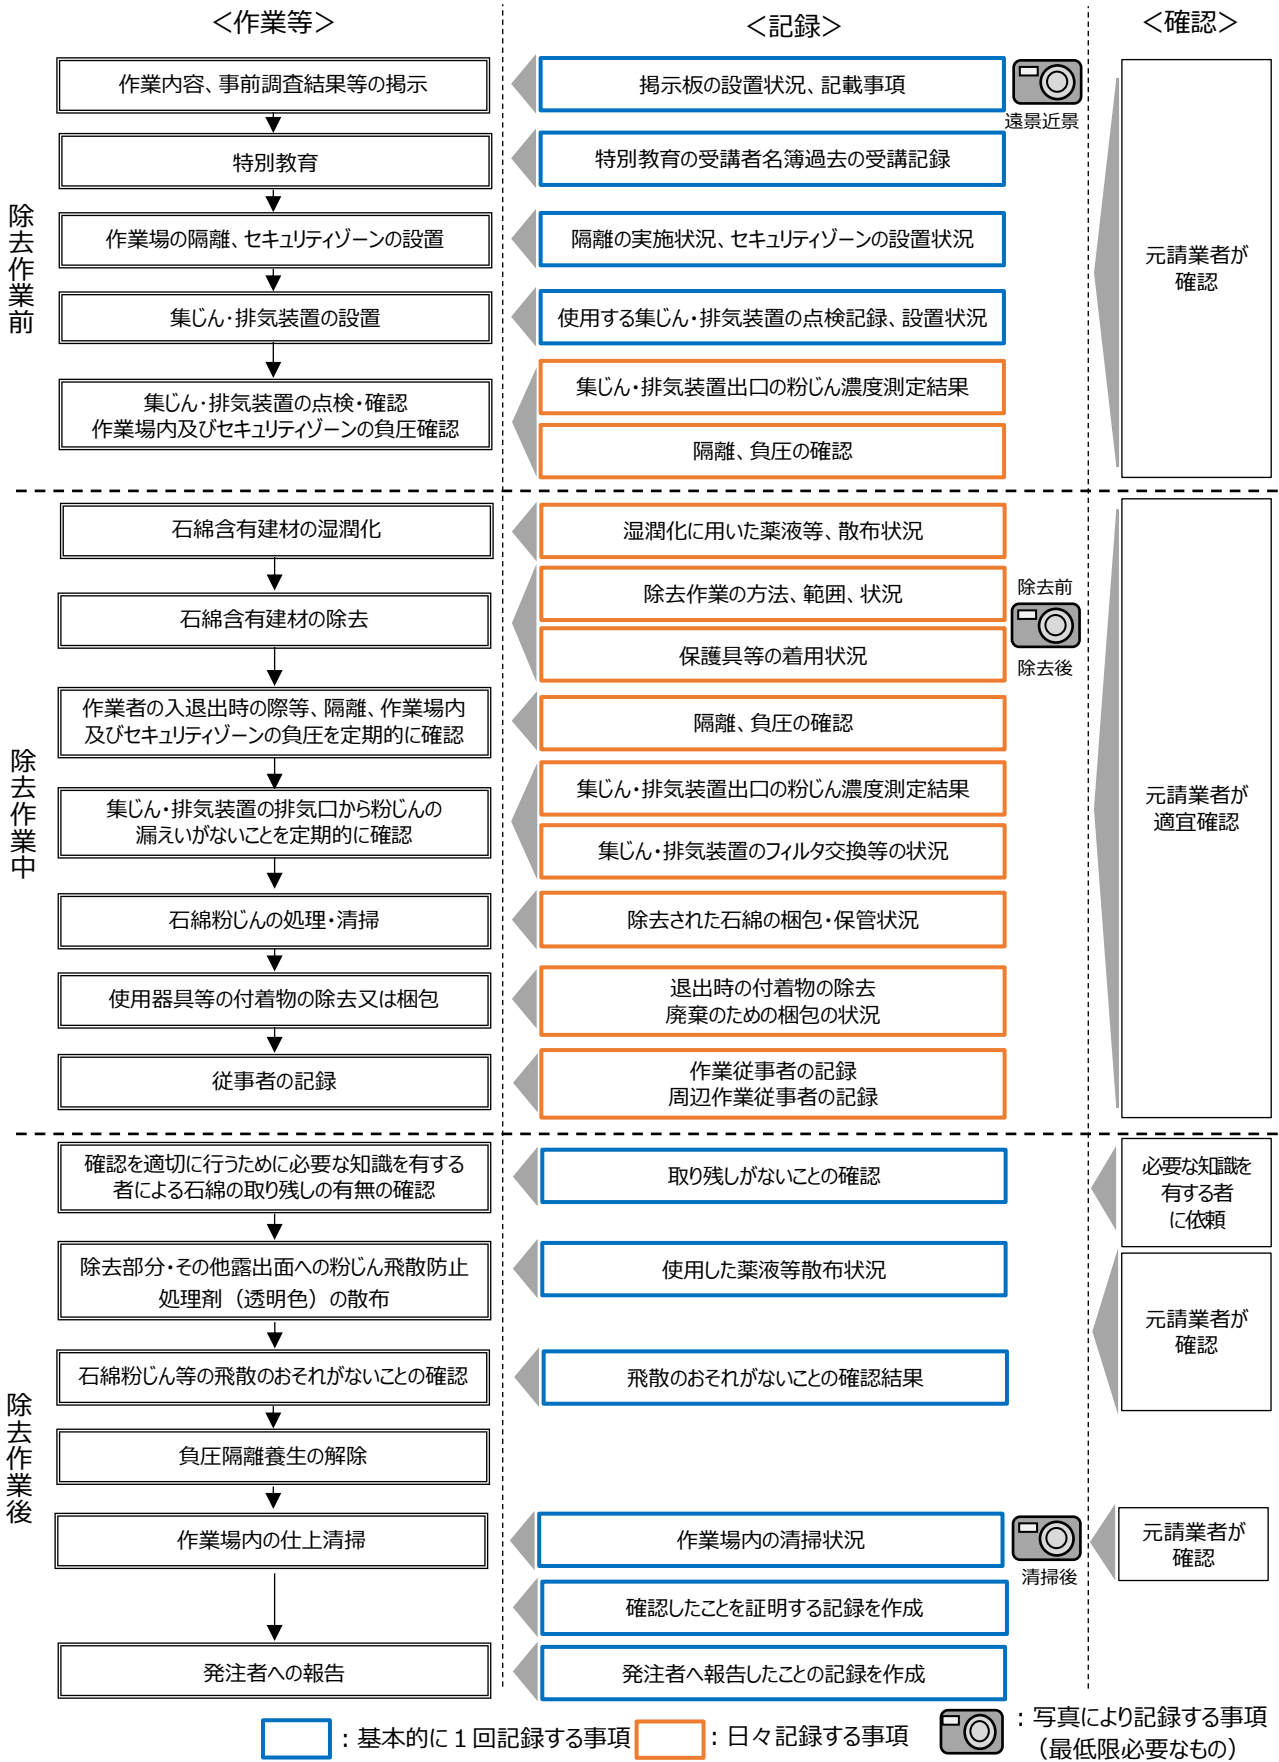 ＜作業等＞
＜記録＞
＜確認＞
除去作業前
作業内容、事前調査結果等の掲示
掲示板の設置状況、記載事項
遠景近景
特別教育
特別教育の受講者名簿過去の受講記録
作業場の隔離、セキュリティゾーンの設置
隔離の実施状況、セキュリティゾーンの設置状況
元請業者が
確認
集じん・排気装置の設置
使用する集じん・排気装置の点検記録、設置状況
集じん・排気装置の点検・確認
作業場内及びセキュリティゾーンの負圧確認
集じん・排気装置出口の粉じん濃度測定結果
隔離、負圧の確認
除去作業中
石綿含有建材の湿潤化
湿潤化に用いた薬液等、散布状況
石綿含有建材の除去
除去作業の方法、範囲、状況
保護具等の着用状況
除去前
除去後
作業者の入退出時の際等、隔離、作業場内
及びセキュリティゾーンの負圧を定期的に確認
隔離、負圧の確認
集じん・排気装置の排気口から粉じんの
漏えいがないことを定期的に確認
集じん・排気装置出口の粉じん濃度測定結果
集じん・排気装置のフィルタ交換等の状況
元請業者が
適宜確認
石綿粉じんの処理・清掃
除去された石綿の梱包・保管状況
使用器具等の付着物の除去又は梱包
退出時の付着物の除去
廃棄のための梱包の状況
従事者の記録
作業従事者の記録
周辺作業従事者の記録
除去作業後
確認を適切に行うために必要な知識を有する
者による石綿の取り残しの有無の確認
取り残しがないことの確認
必要な知識を
有する者
に依頼
除去部分・その他露出面への粉じん飛散防止
処理剤（透明色）の散布
使用した薬液等散布状況
元請業者が
確認
石綿粉じん等の飛散のおそれがないことの確認
飛散のおそれがないことの確認結果
負圧隔離養生の解除
作業場内の仕上清掃
作業場内の清掃状況
清掃後
元請業者が
確認
確認したことを証明する記録を作成
発注者への報告
発注者へ報告したことの記録を作成
：基本的に１回記録する事項
：日々記録する事項
：写真により記録する事項
（最低限必要なもの）